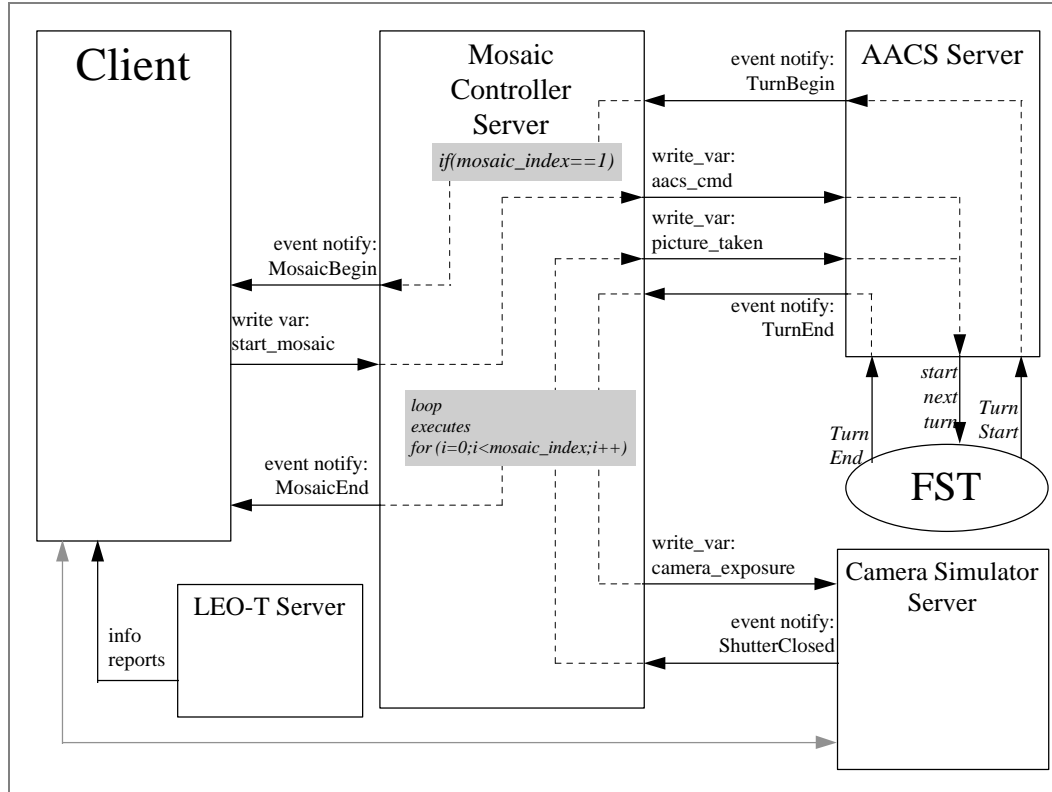 Client
Mosaic
Controller
Server
AACS Server
event notify:
TurnBegin
if(mosaic_index==1)
write_var:
aacs_cmd
write_var:
picture_taken
event notify:
MosaicBegin
event notify:
TurnEnd
write var:
start_mosaic
start
next
turn
Turn
Start
Turn
End
loop
executes
for (i=0;i<mosaic_index;i++)
event notify:
MosaicEnd
FST
write_var:
camera_exposure
Camera Simulator
Server
LEO-T Server
info
reports
event notify:
ShutterClosed